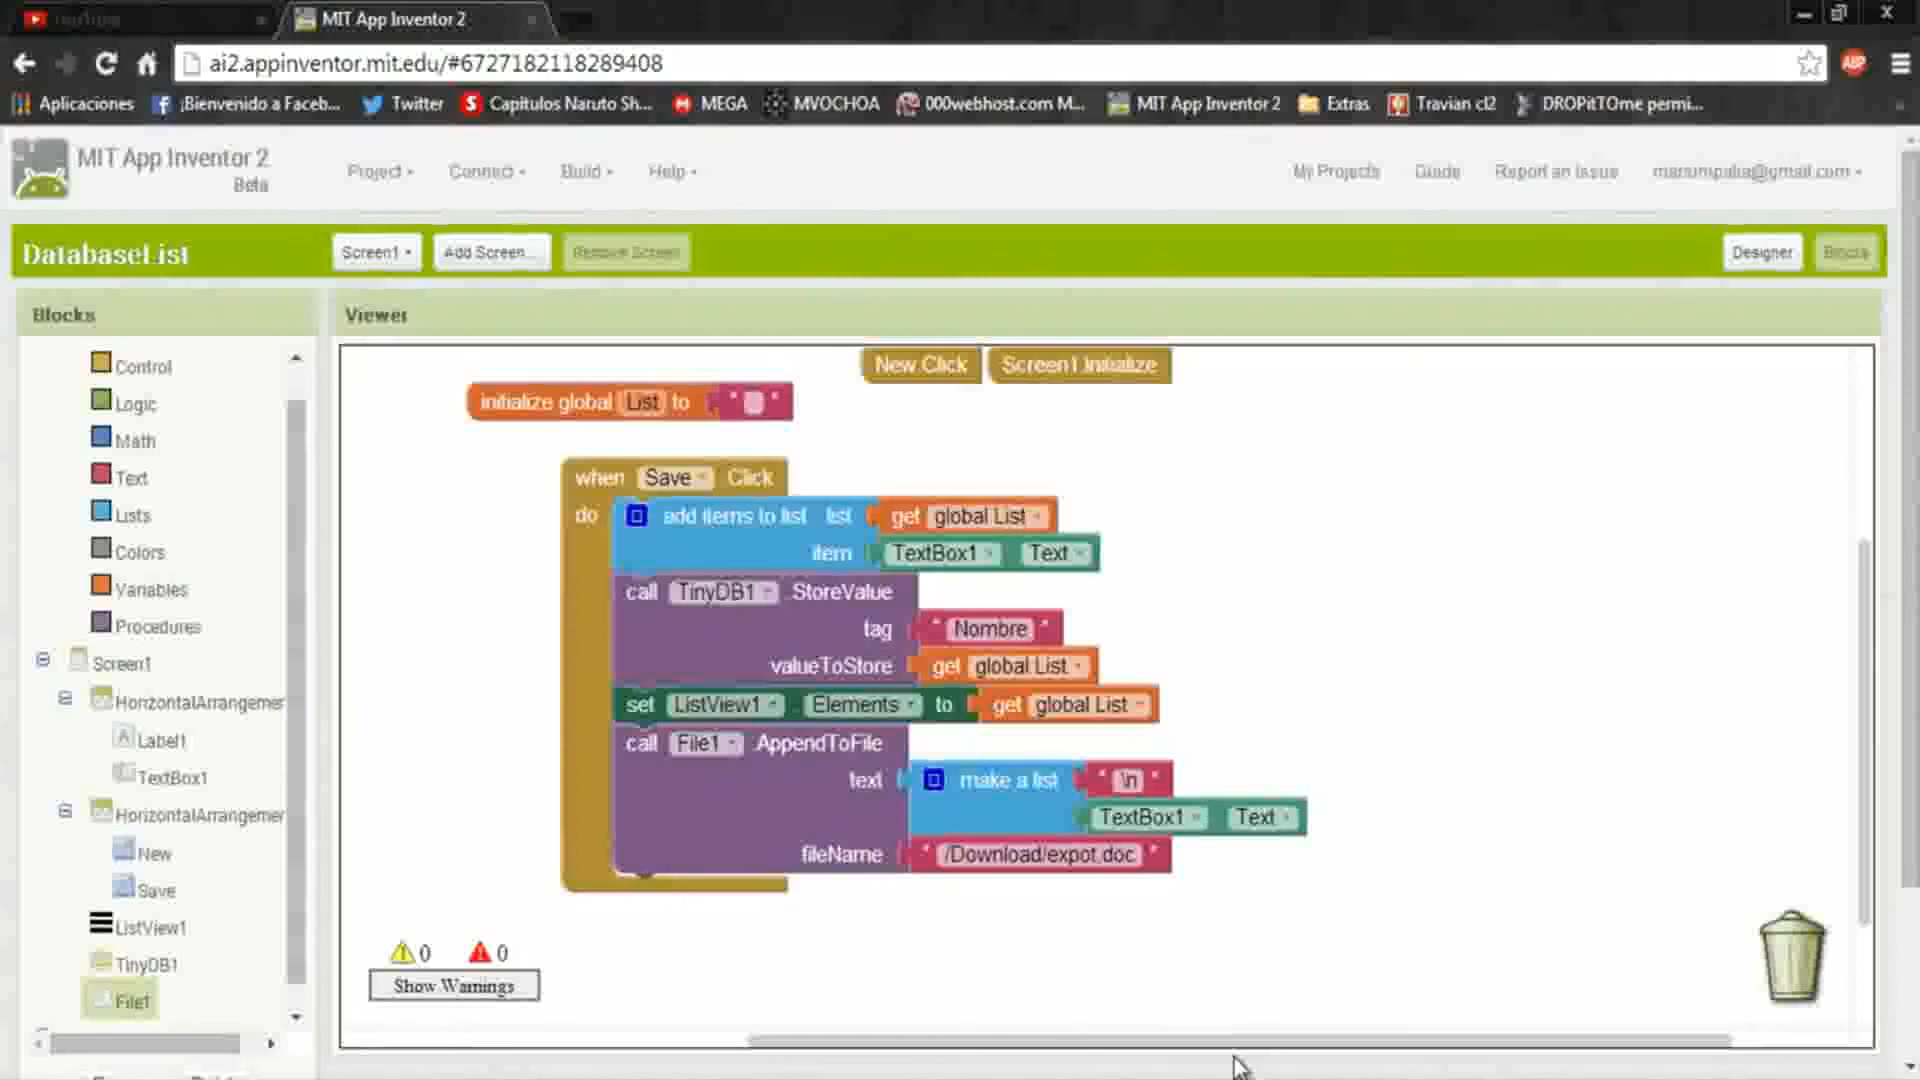 YouTube
MIT App Inventor 2
ai2.appinventor.mit.edu/#6727182118289408
Aplicaciones
¡Bienvenido a Faceb...
Twitter
Capitulos Naruto Sh...
MEGA
MVOCHOA
000webhost.com M...
MIT App Inventor 2
Extras
Travian cl2
DROPitTOme permi...
ABP
MIT App Inventor 2
Beta
Project
Connect
Build
Help
My Projects
Guide
Report an Issue
DatabaseList
Screen1
Add Screen...
Remove Screen
Designer
Blocks
Blocks
Viewer
Control
Logic
Math
Text
Lists
Colors
Variables
Procedures
Screen1
HorizontalArrangemen
Label1
TextBox1
HorizontalArrangemen
New
Save
ListView1
TinyDB1
File1
New Click
Screen1.Initialize
initialize global List to " "
when Save Click
do add items to list list get global List
item TextBox1 . Text
call TinyDB1 .StoreValue
tag " Nombre "
valueToStore get global List
set ListView1 . Elements to get global List
call File1 .AppendToFile
text make a list " \n "
TextBox1 . Text
fileName " /Download/expot.doc "
0 0
Show Warnings